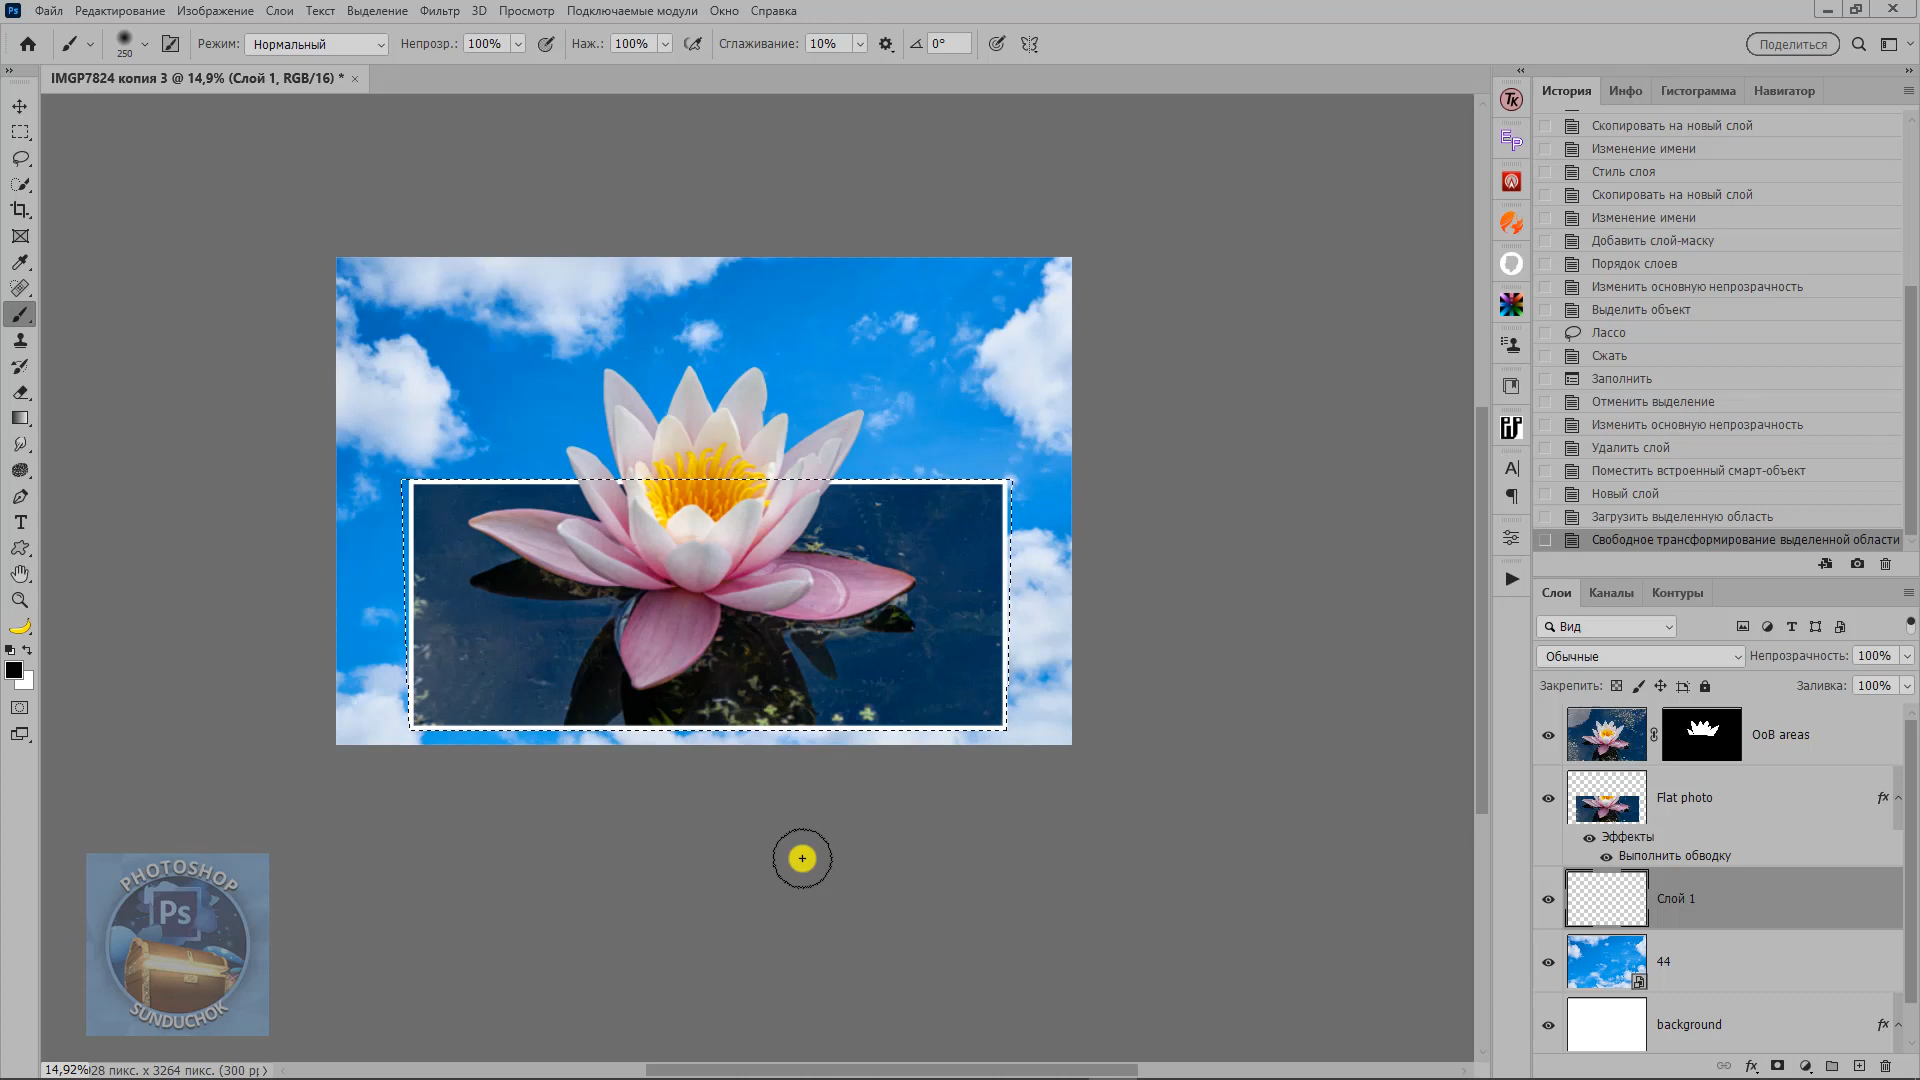 Ps Файл Редактирование Изображение Слои Текст Выделение Фильтр 3D Просмотр Подключаемые модули Окно Справка
250 Режим: Нормальный Непрозр.: 100% Наж.: 100% Сглаживание: 10% 0° Поделиться
IMGP7824 копия 3 @ 14,9% (Слой 1, RGB/16) * ×
История Инфо Гистограмма Навигатор
Скопировать на новый слой
Изменение имени
Стиль слоя
Скопировать на новый слой
Изменение имени
Добавить слой-маску
Порядок слоев
Изменить основную непрозрачность
Выделить объект
Лассо
Сжать
Заполнить
Отменить выделение
Изменить основную непрозрачность
Удалить слой
Поместить встроенный смарт-объект
Новый слой
Загрузить выделенную область
Свободное трансформирование выделенной области
Слои Каналы Контуры
Вид
Обычные Непрозрачность: 100%
Закрепить: Заливка: 100%
OoB areas
Flat photo fx
Эффекты
Выполнить обводку
Слой 1
44
background fx
PHOTOSHOP
Ps
SUNDUCHOK
14,92% 28 пикс. x 3264 пикс. (300 pp